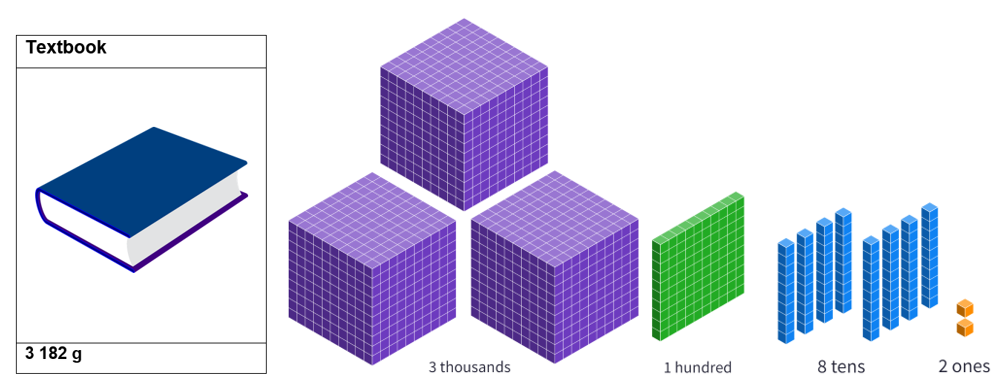 Textbook
3 182 g
3 thousands
1 hundred
8 tens
2 ones